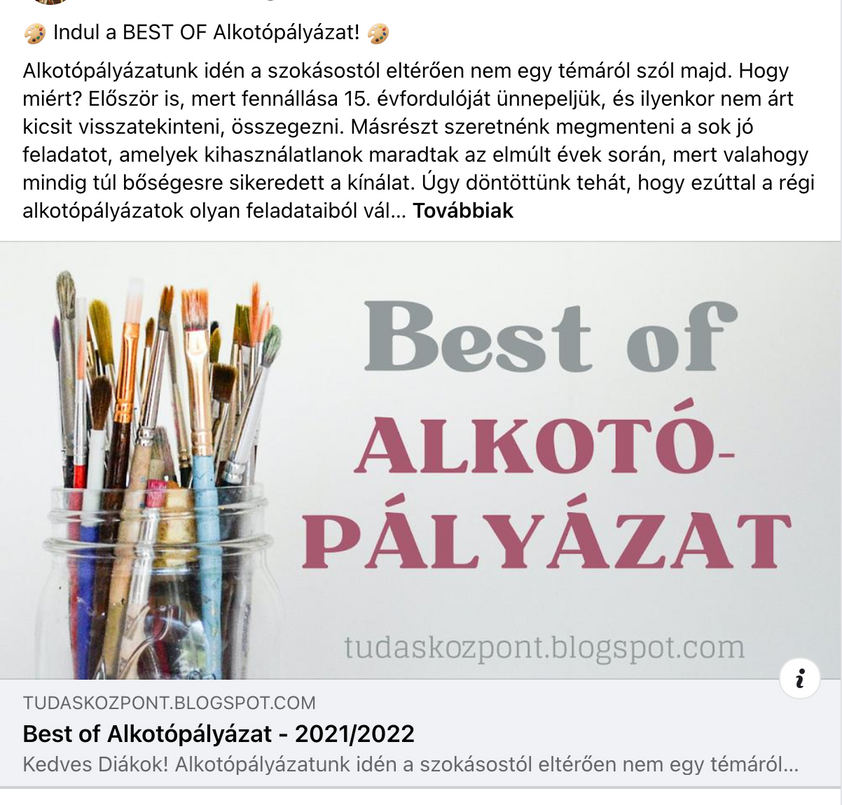 🎨 Indul a BEST OF Alkotópályázat! 🎨
Alkotópályázatunk idén a szokásostól eltérően nem egy témáról szól majd. Hogy
miért? Először is, mert fennállása 15. évfordulóját ünnepeljük, és ilyenkor nem árt
kicsit visszatekinteni, összegezni. Másrészt szeretnénk megmenteni a sok jó
feladatot, amelyek kihasználatlanok maradtak az elmúlt évek során, mert valahogy
mindig túl bőségesre sikeredett a kínálat. Úgy döntöttünk tehát, hogy ezúttal a régi
alkotópályázatok olyan feladataiból vál... Továbbiak
Best of
ALKOTÓ-
PÁLYÁZAT
tudaskozpont.blogspot.com
i
TUDASKOZPONT.BLOGSPOT.COM
Best of Alkotópályázat - 2021/2022
Kedves Diákok! Alkotópályázatunk idén a szokásostól eltérően nem egy témáról...